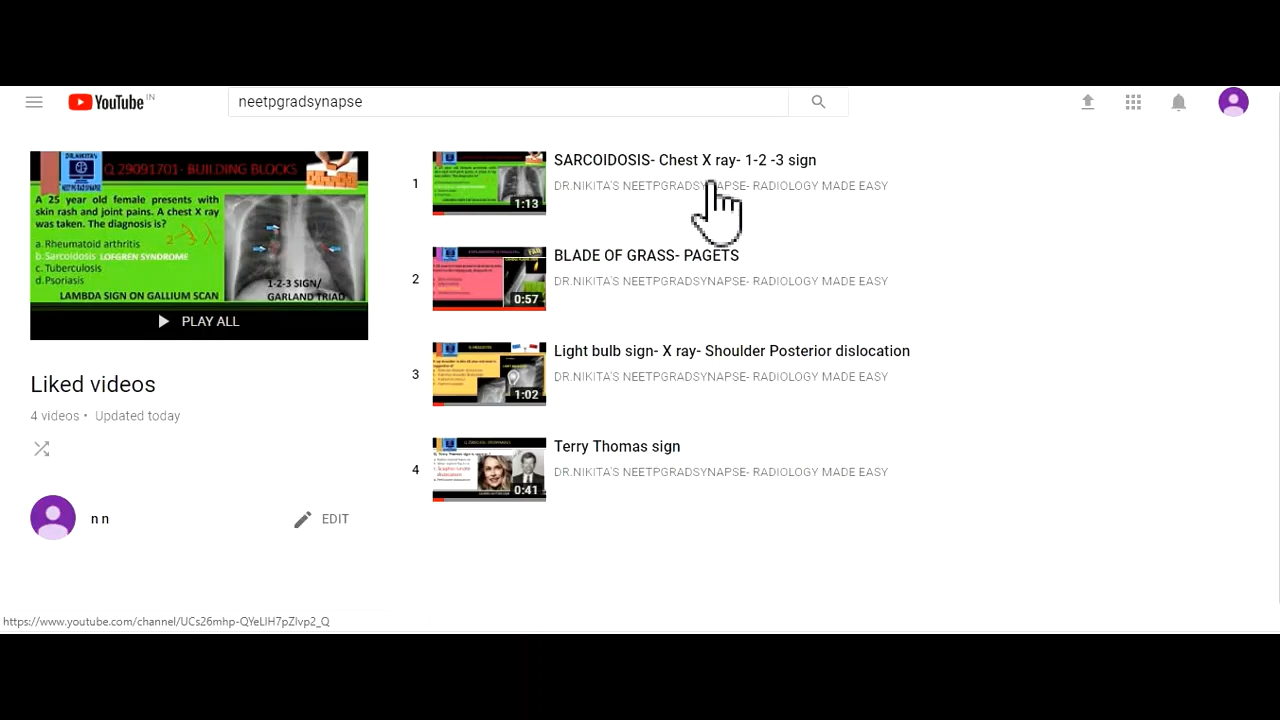 YouTube IN
neetpgradsynapse
DR.NIKITA'S
NEET-PG-RADSYNAPSE
Q 29091701- BUILDING BLOCKS
A 25 year old female presents with
skin rash and joint pains. A chest X ray
was taken. The diagnosis is?
a. Rheumatoid arthritis
b. Sarcoidosis LOFGREN SYNDROME
c. Tuberculosis
d. Psoriasis
LAMBDA SIGN ON GALLIUM SCAN
1-2-3 SIGN/
GARLAND TRIAD
PLAY ALL
Liked videos
4 videos • Updated today
n n
EDIT
1
1:13
SARCOIDOSIS- Chest X ray- 1-2 -3 sign
DR.NIKITA'S NEETPGRADSYNAPSE- RADIOLOGY MADE EASY
2
0:57
BLADE OF GRASS- PAGETS
DR.NIKITA'S NEETPGRADSYNAPSE- RADIOLOGY MADE EASY
3
1:02
Light bulb sign- X ray- Shoulder Posterior dislocation
DR.NIKITA'S NEETPGRADSYNAPSE- RADIOLOGY MADE EASY
4
0:41
Terry Thomas sign
DR.NIKITA'S NEETPGRADSYNAPSE- RADIOLOGY MADE EASY
https://www.youtube.com/channel/UCs26mhp-QYeLlH7pZlvp2_Q